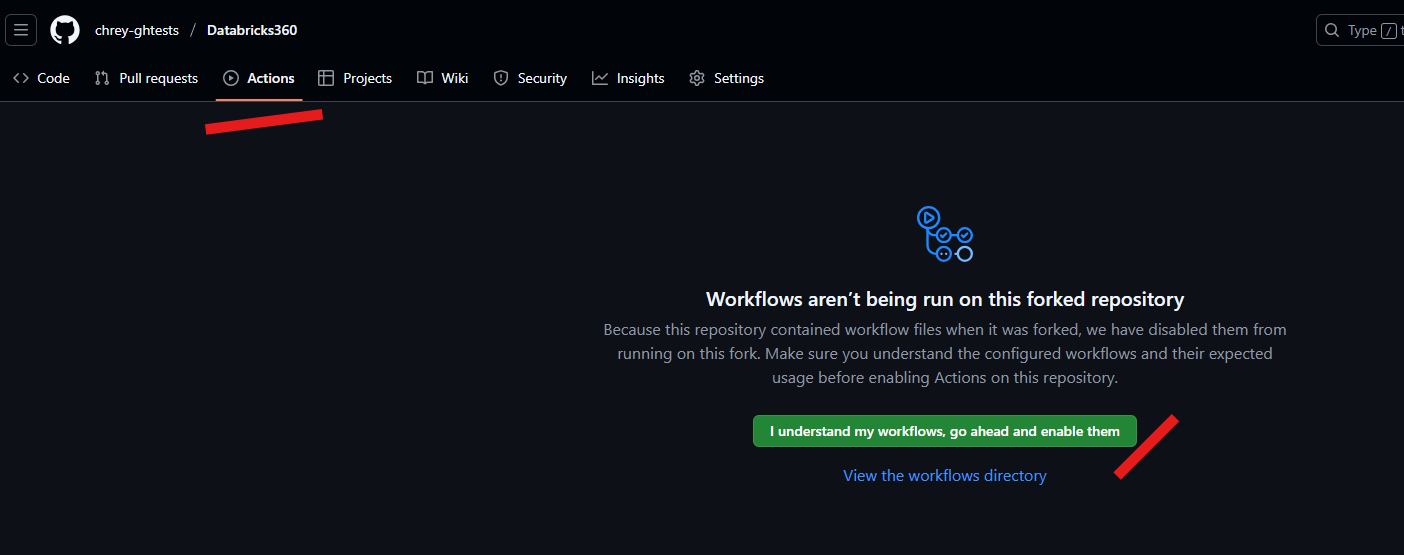 chrey-ghtests / Databricks360
Type / t
Code Pull requests Actions Projects Wiki Security Insights Settings
Workflows aren’t being run on this forked repository
Because this repository contained workflow files when it was forked, we have disabled them from
running on this fork. Make sure you understand the configured workflows and their expected
usage before enabling Actions on this repository.
I understand my workflows, go ahead and enable them
View the workflows directory